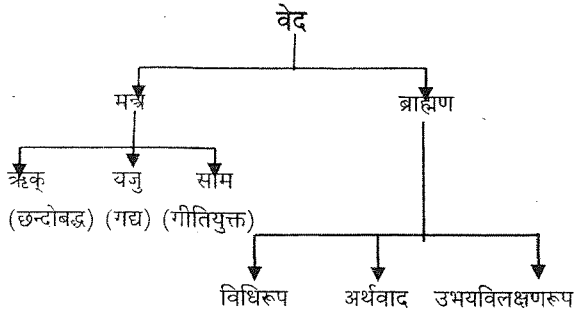 वेद
मन्त्र ब्राह्मण
ऋक् यजु साम
(छन्दोबद्ध) (गद्य) (गीतियुक्त)
विधिरूप अर्थवाद उभयविलक्षणरूप